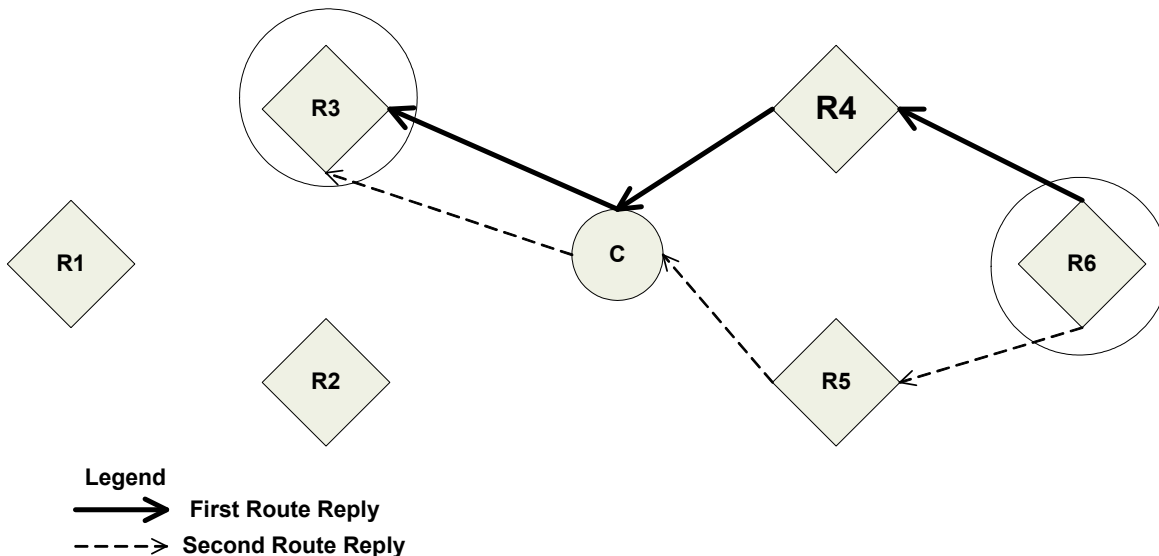 R3
R4
R1
C
R6
R2
R5
Legend
First Route Reply
Second Route Reply